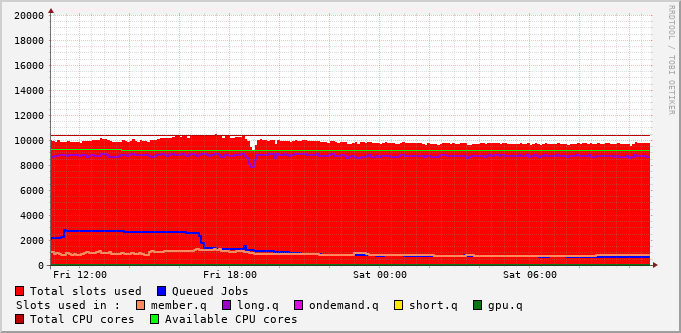 20000
18000
16000
14000
12000
10000
8000
6000
4000
2000
0
Fri 12:00 Fri 18:00 Sat 00:00 Sat 06:00
RRDTOOL / TOBI OETIKER
Total slots used Queued Jobs
Slots used in : member.q long.q ondemand.q short.q gpu.q
Total CPU cores Available CPU cores